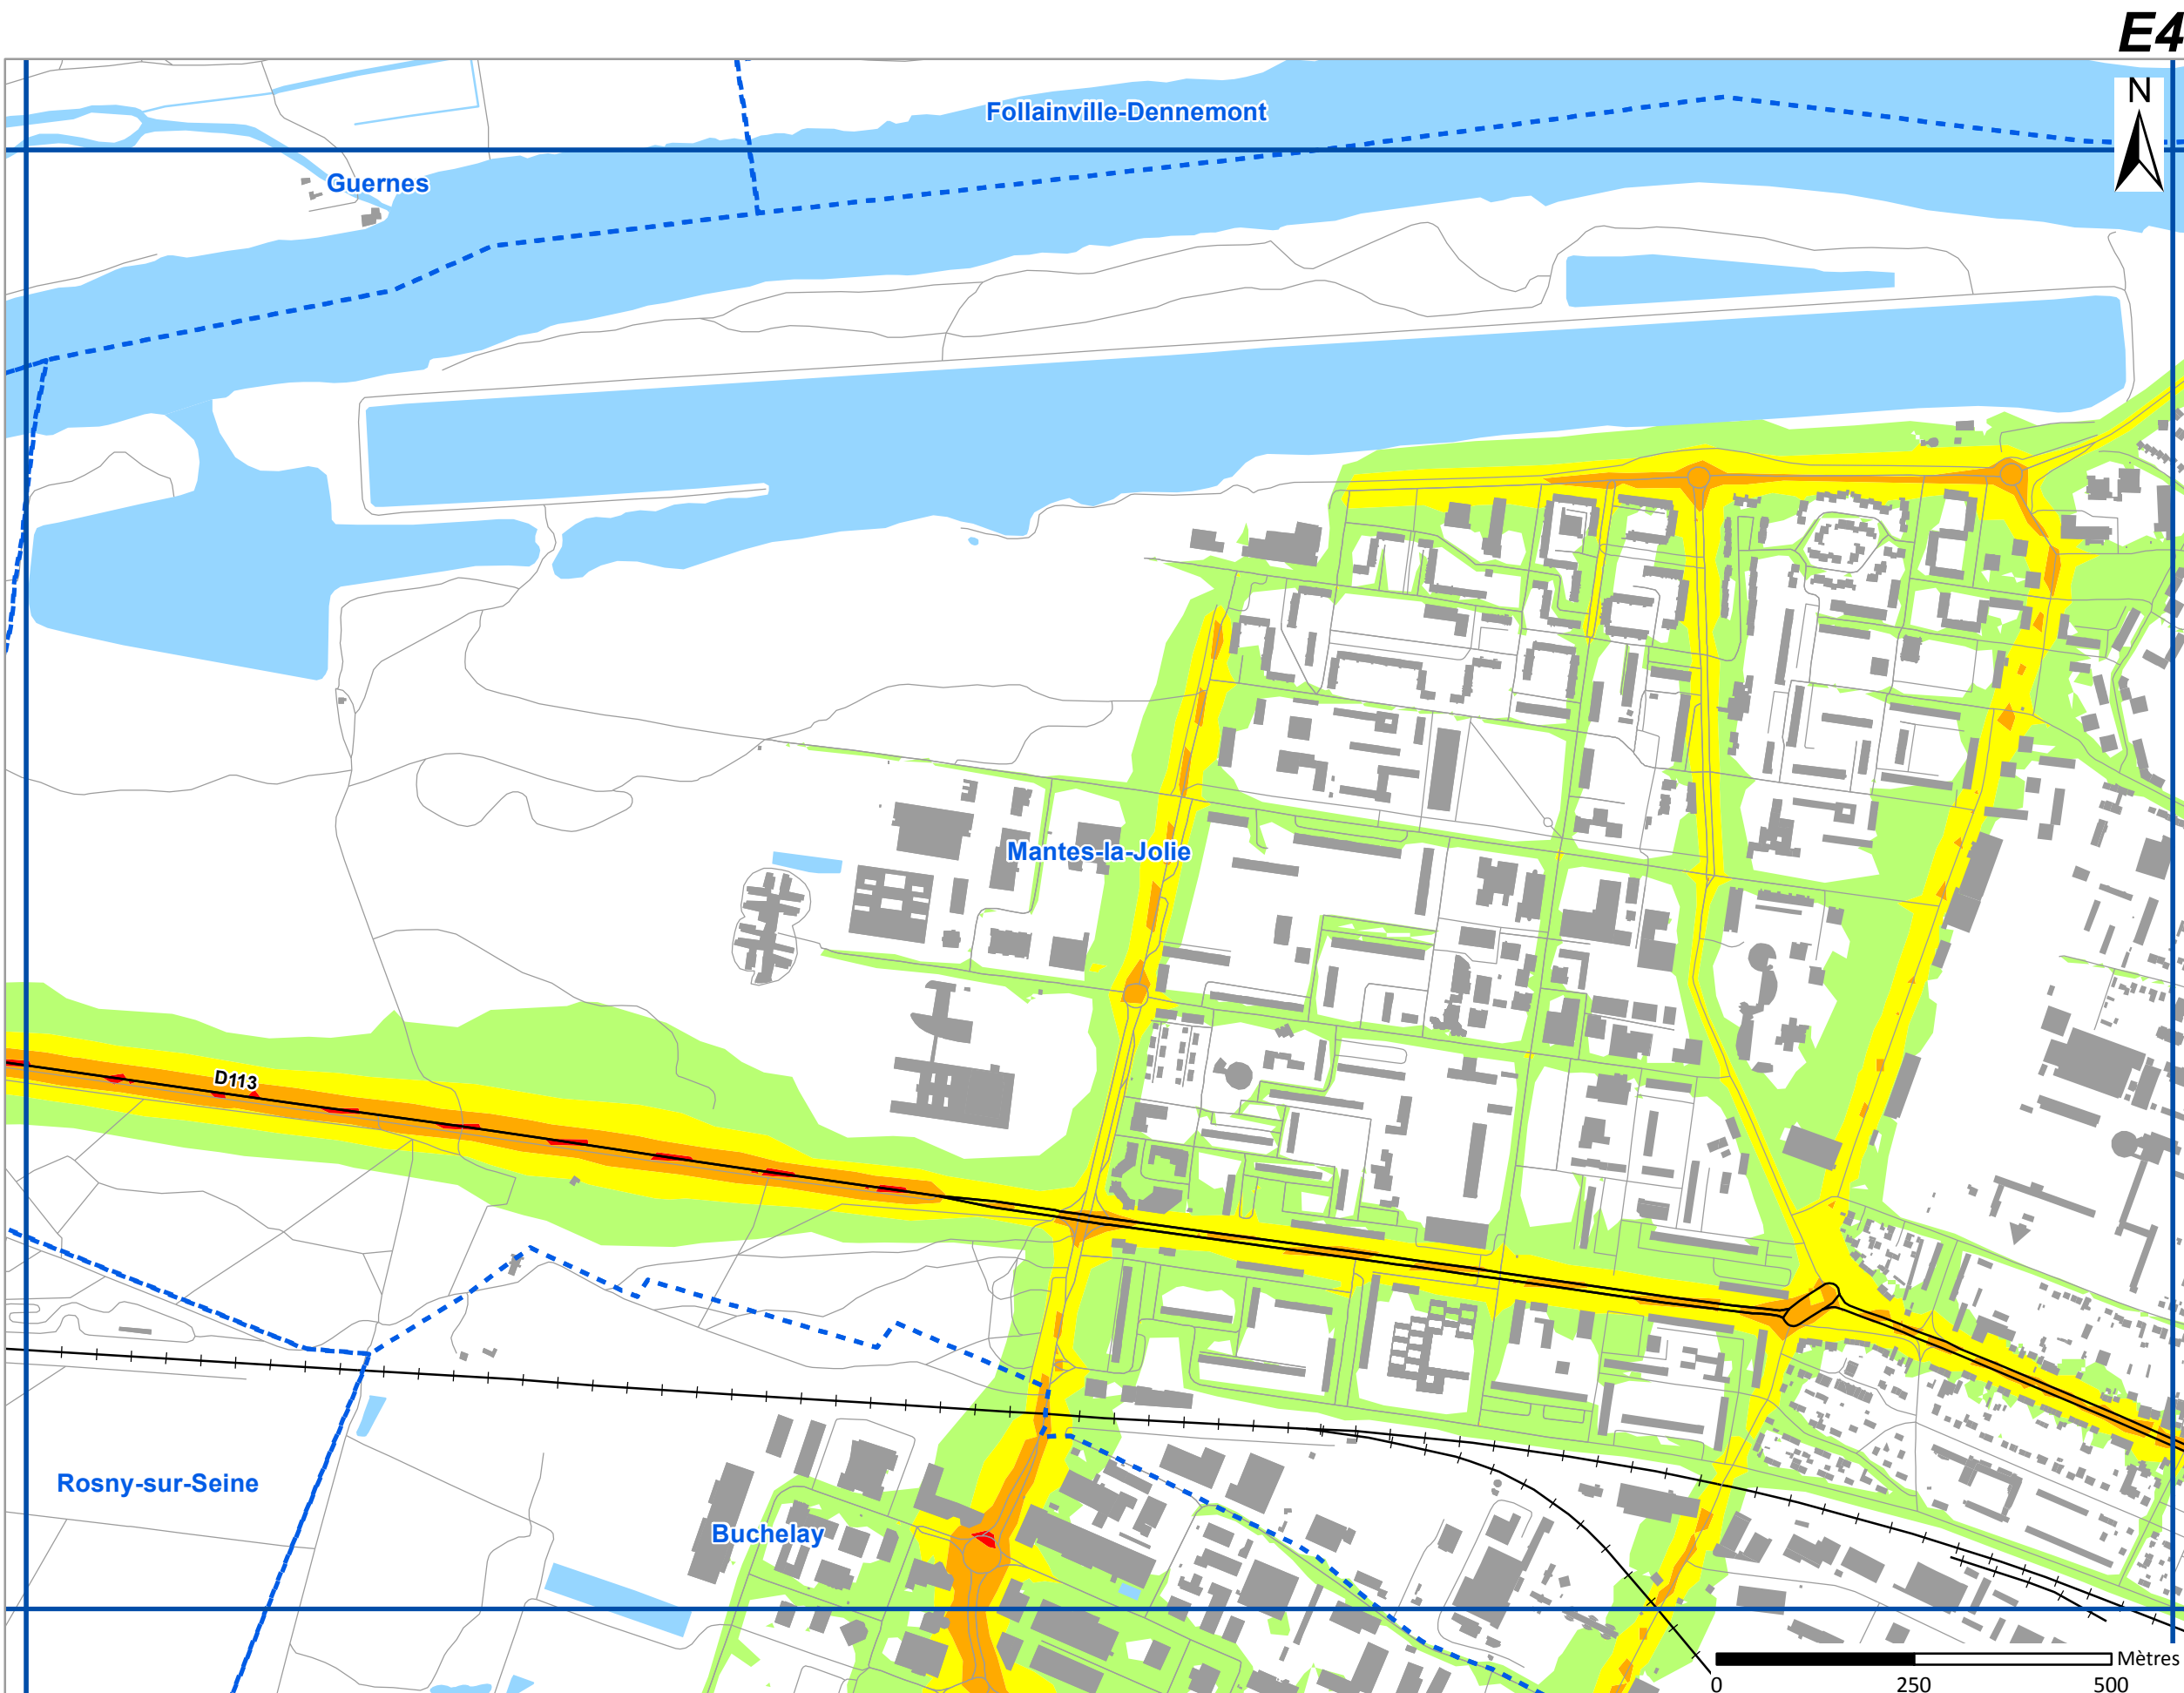 E4
N
Follainville-Dennemont
Guernes
Mantes-la-Jolie
D113
Rosny-sur-Seine
Buchelay
Mètres
0 250 500